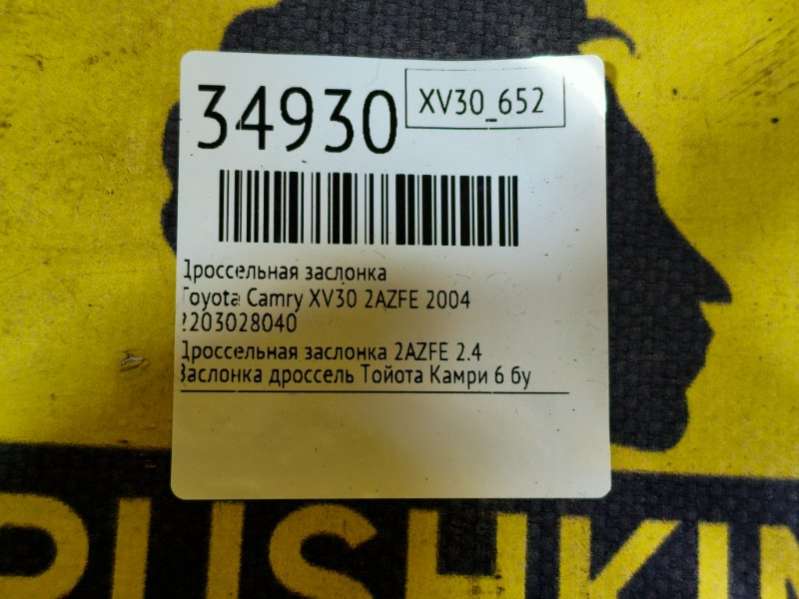 34930
XV30_652
Дроссельная заслонка
Toyota Camry XV30 2AZFE 2004
2203028040
Дроссельная заслонка 2AZFE 2.4
Заслонка дроссель Тойота Камри 6 бу
PUSHKIN